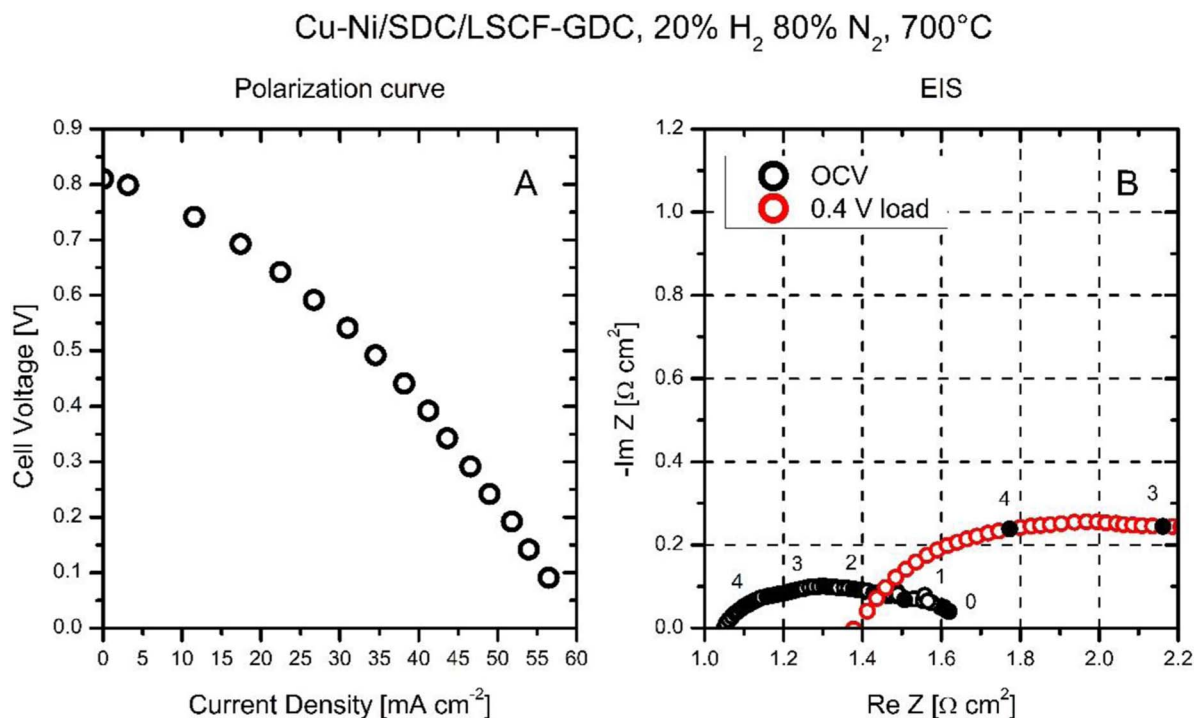 Cu-Ni/SDC/LSCF-GDC, 20% H₂ 80% N₂, 700°C
Polarization curve
EIS
A
Cell Voltage [V]
0.9
0.8
0.7
0.6
0.5
0.4
0.3
0.2
0.1
0.0
0 5 10 15 20 25 30 35 40 45 50 55 60
Current Density [mA cm⁻²]
OCV
0.4 V load
B
-Im Z [Ω cm²]
1.2
1.0
0.8
0.6
0.4
0.2
0.0
4 3
4 3 2 1 0
1.0 1.2 1.4 1.6 1.8 2.0 2.2
Re Z [Ω cm²]